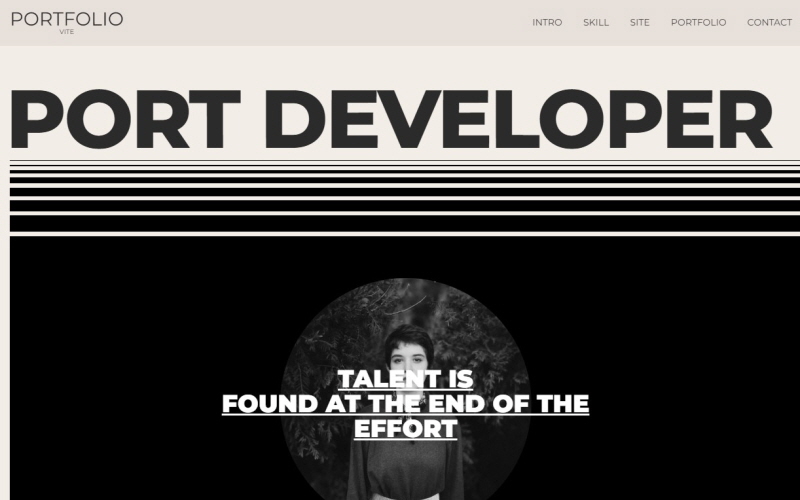 PORTFOLIO
VITE
INTRO SKILL SITE PORTFOLIO CONTACT
PORT DEVELOPER
TALENT IS
FOUND AT THE END OF THE
EFFORT